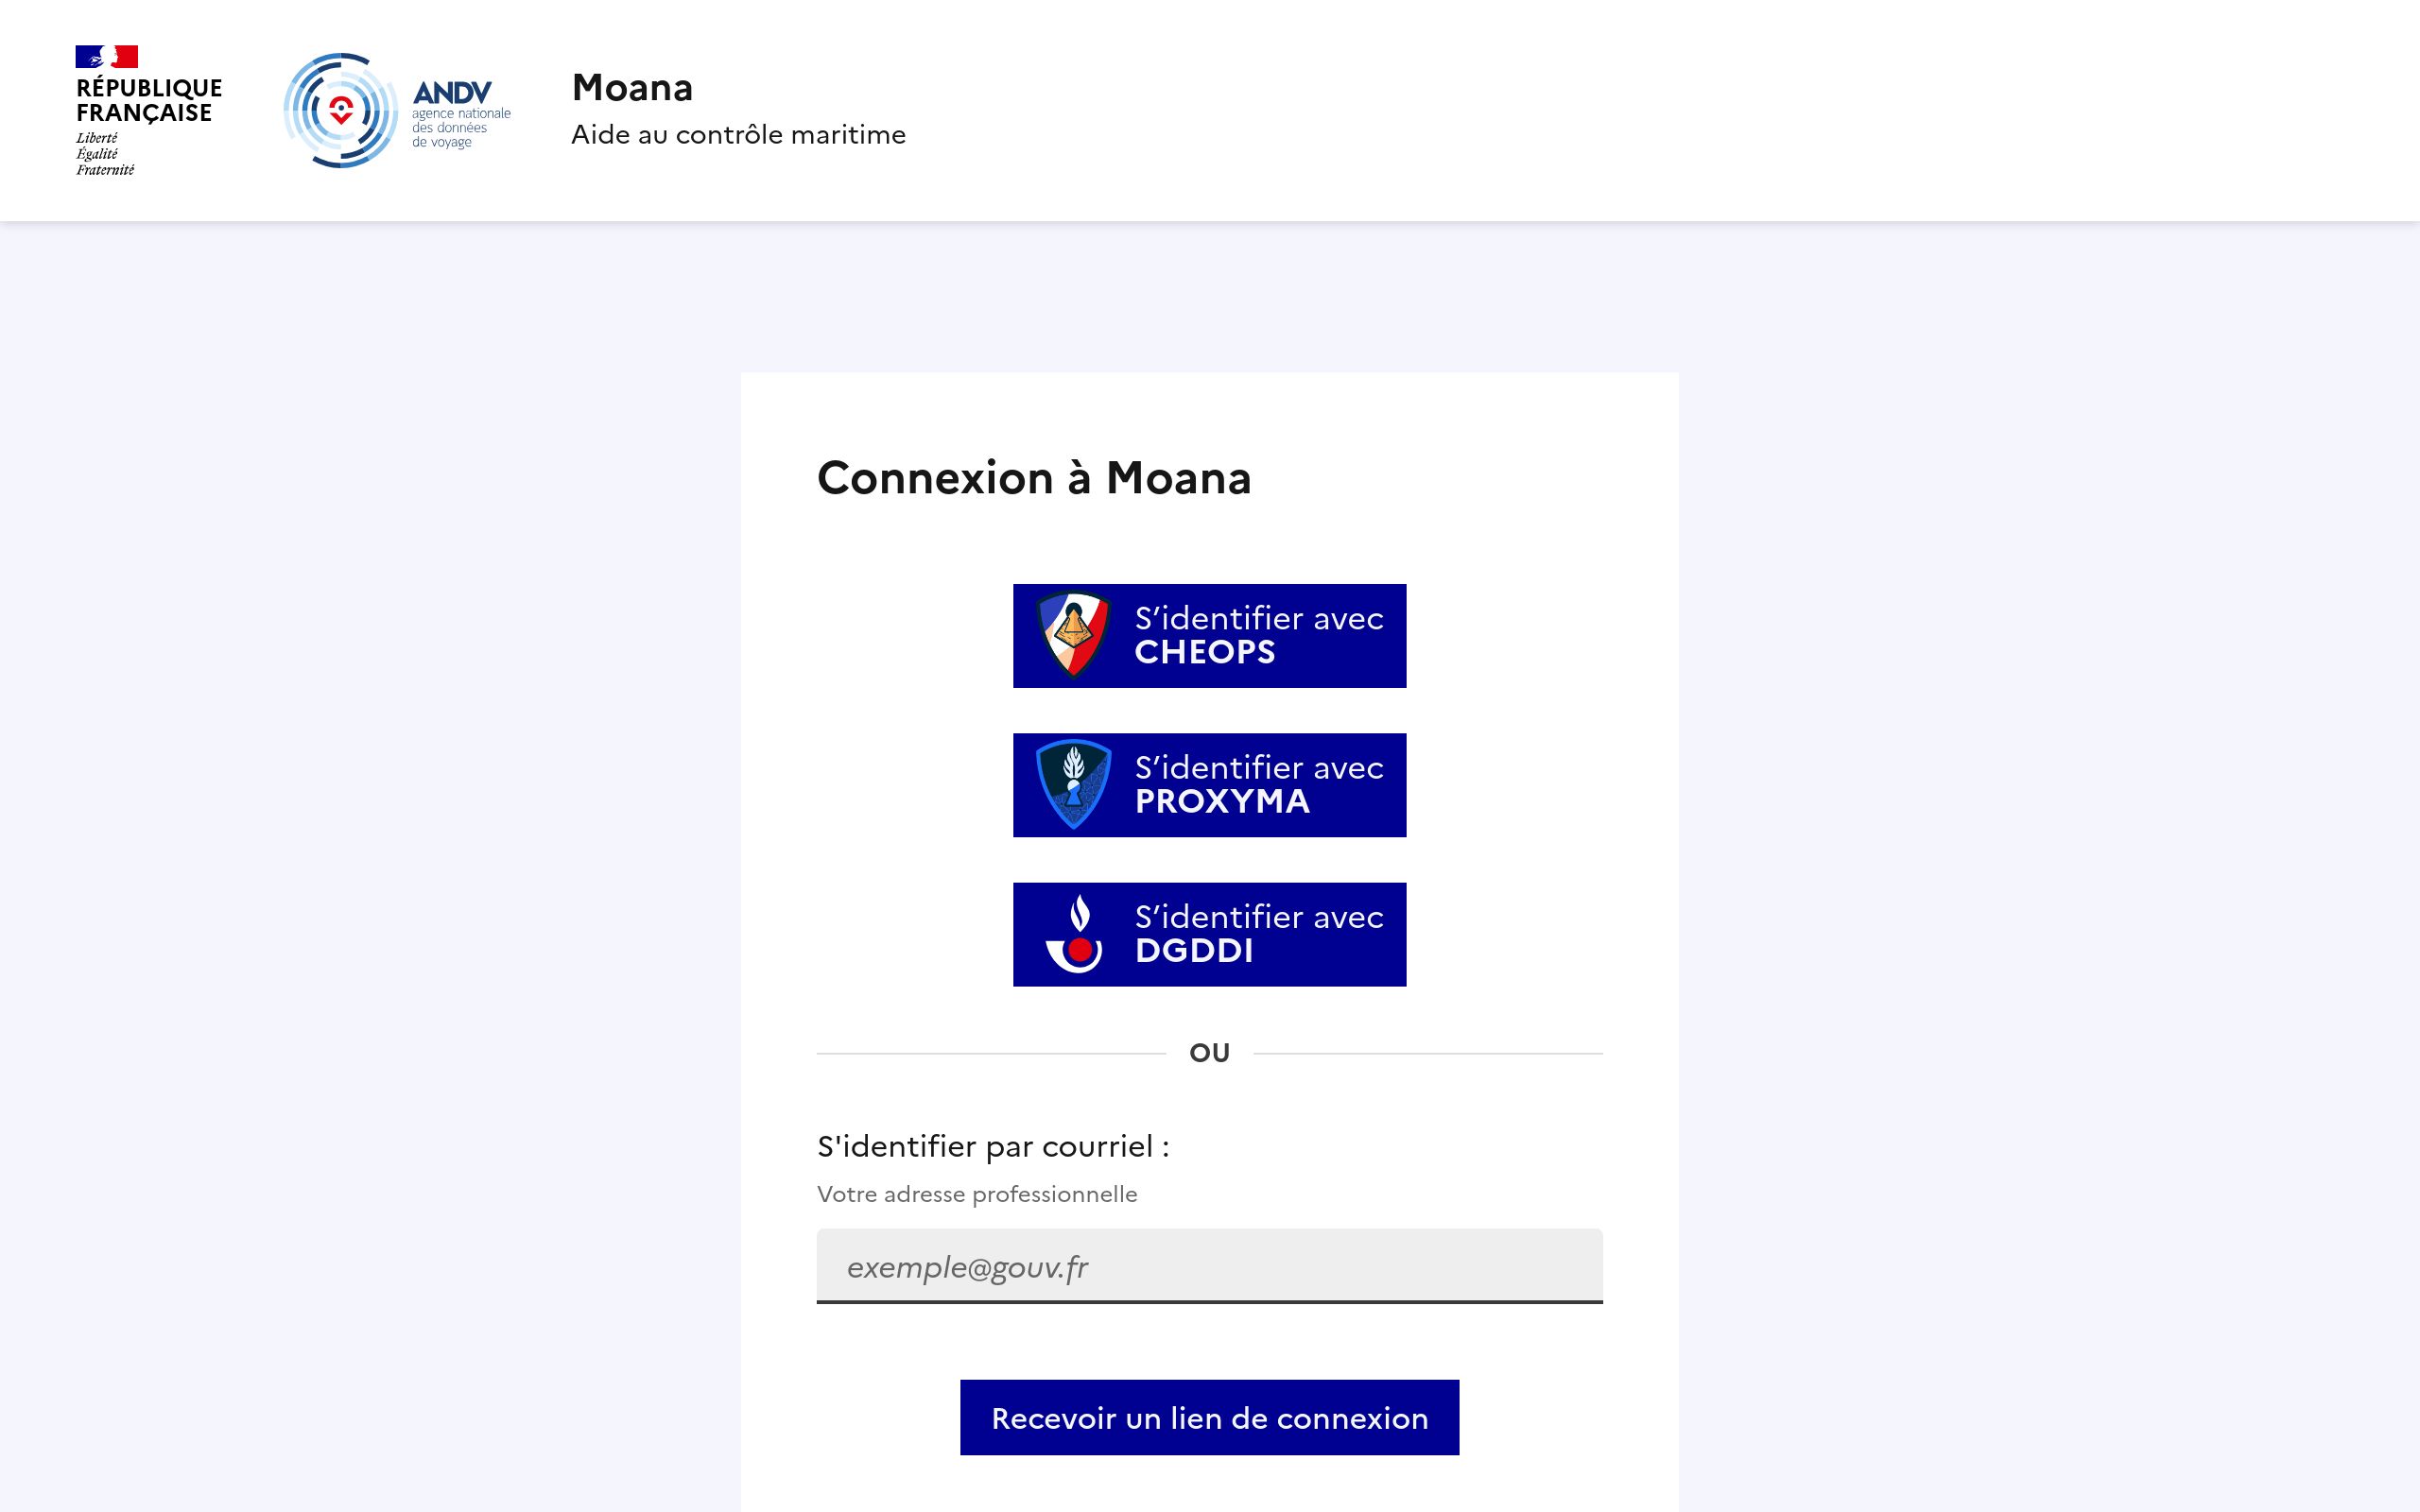 RÉPUBLIQUE
FRANÇAISE
Liberté
Égalité
Fraternité
ANDV
agence nationale
des données
de voyage
Moana
Aide au contrôle maritime
Connexion à Moana
S’identifier avec
CHEOPS
S’identifier avec
PROXYMA
S’identifier avec
DGDDI
OU
S'identifier par courriel :
Votre adresse professionnelle
exemple@gouv.fr
Recevoir un lien de connexion